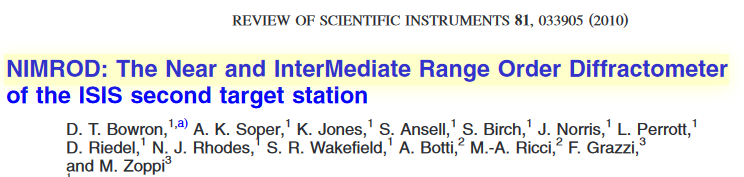 REVIEW OF SCIENTIFIC INSTRUMENTS 81, 033905 (2010)
NIMROD: The Near and InterMediate Range Order Diffractometer
of the ISIS second target station
D. T. Bowron,1,a) A. K. Soper,1 K. Jones,1 S. Ansell,1 S. Birch,1 J. Norris,1 L. Perrott,1
D. Riedel,1 N. J. Rhodes,1 S. R. Wakefield,1 A. Botti,2 M.-A. Ricci,2 F. Grazzi,3
and M. Zoppi3